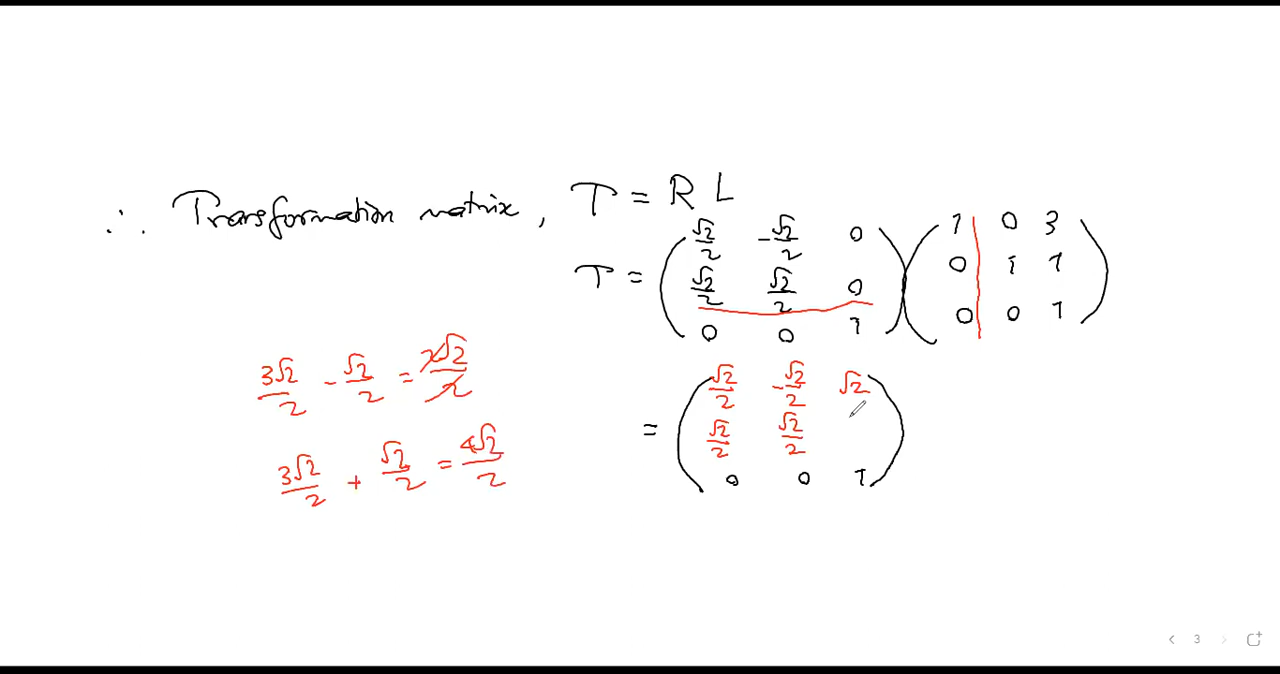 ∴ Transformation matrix, T = R L
T = (√2/2 -√2/2 0) (1 0 3)
(√2/2 √2/2 0) (0 1 1)
(0 0 1) (0 0 1)
3√2/2 - √2/2 = 2√2/2
= (√2/2 -√2/2 √2)
(√2/2 √2/2)
(0 0 1)
3√2/2 + √2/2 = 4√2/2
< 3 >